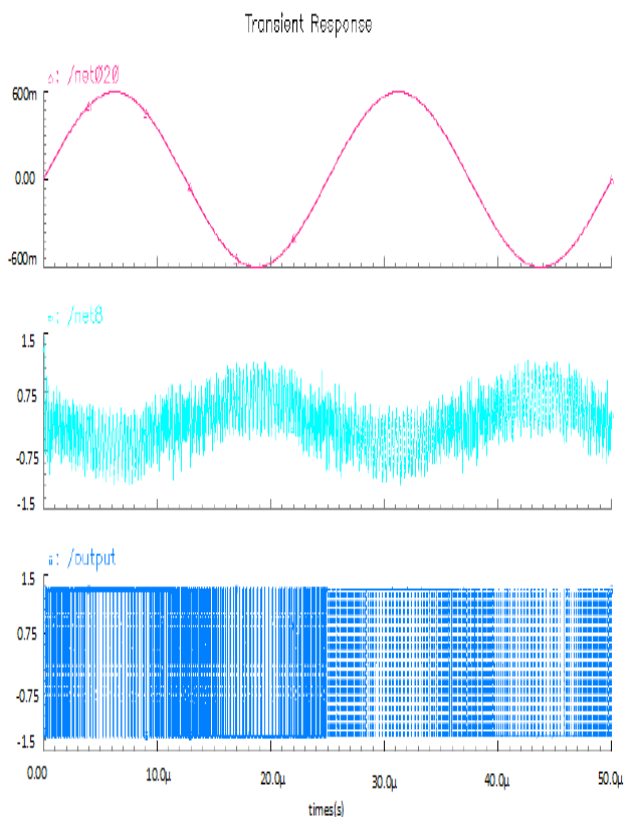 Transient Response
/net020
600m
0.00
-600m
/net8
1.5
0.75
-0.75
-1.5
/output
1.5
0.75
-0.75
-1.5
0.00 10.0µ 20.0µ 30.0µ 40.0µ 50.0µ
times(s)